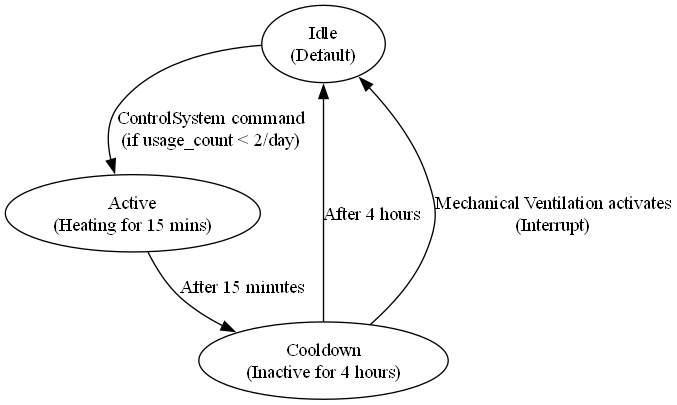 Idle
(Default)
ControlSystem command
(if usage_count < 2/day)
Active
(Heating for 15 mins)
After 4 hours
Mechanical Ventilation activates
(Interrupt)
After 15 minutes
Cooldown
(Inactive for 4 hours)